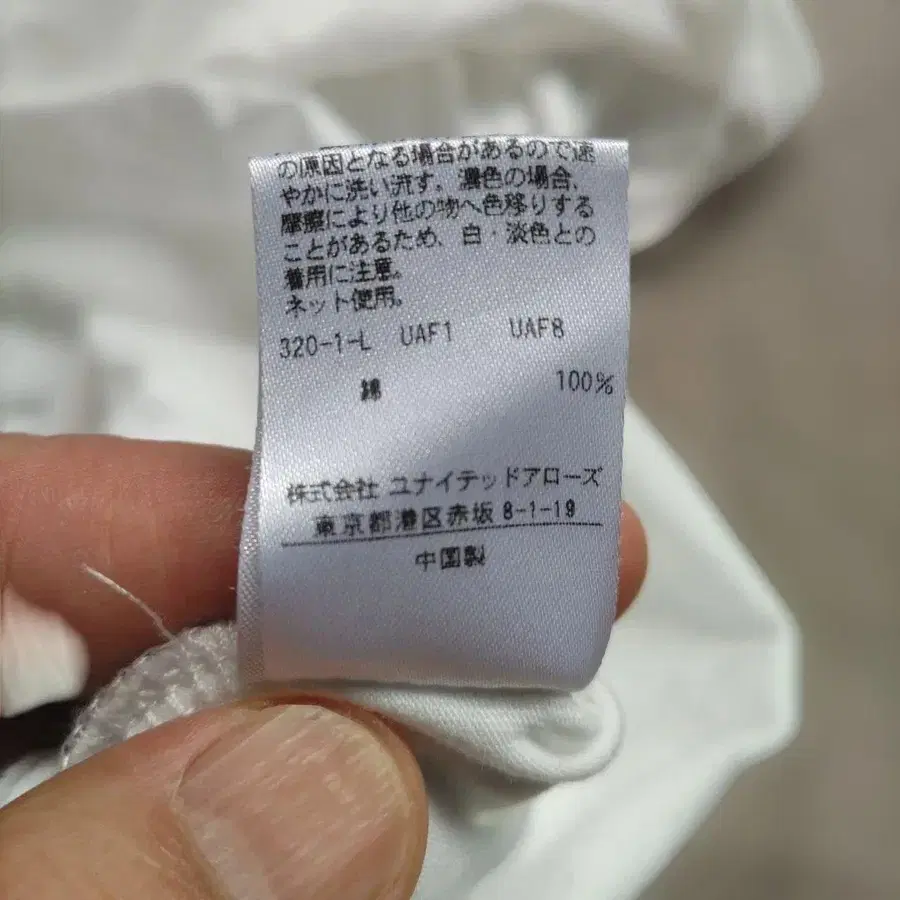 の原因となる場合があるので速
やかに洗い流す。濃色の場合、
摩擦により他の物へ色移りする
ことがあるため、白・淡色との
着用に注意。
ネット使用。
320-1-L UAF1 UAF8
綿 100%
株式会社 ユナイテッドアローズ
東京都港区赤坂 8-1-19
中国製